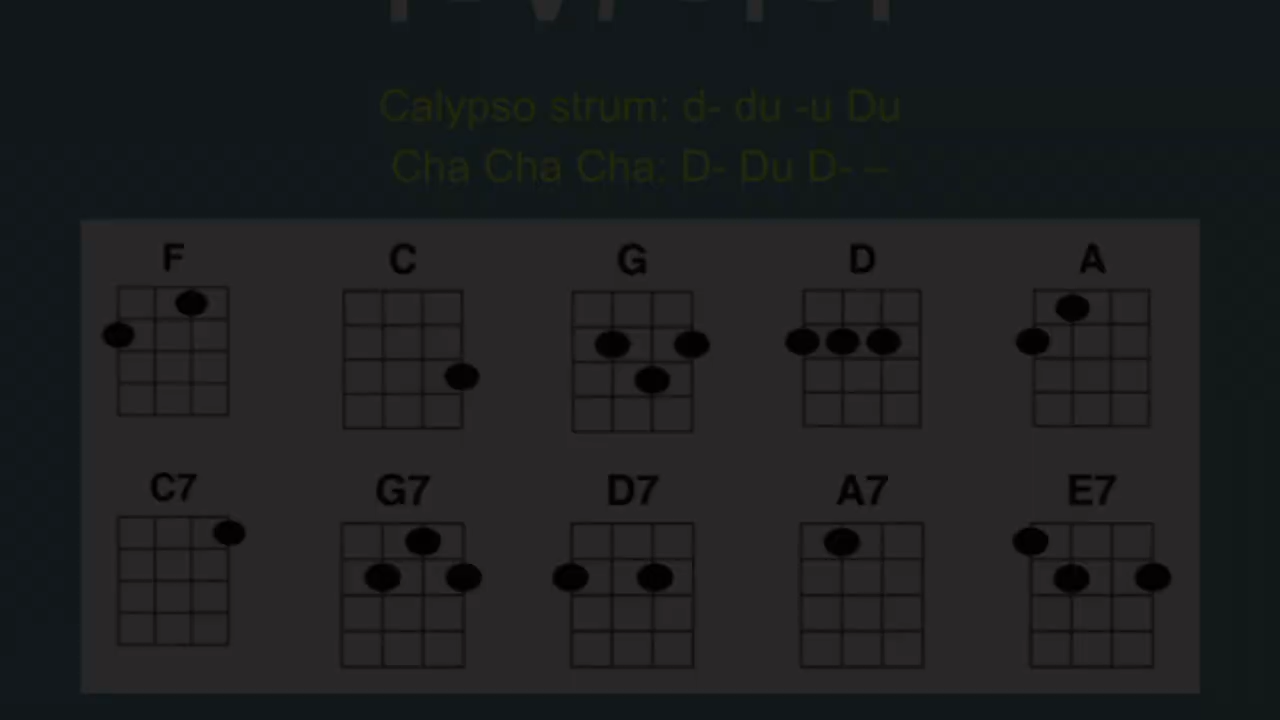 Calypso strum: d- du -u Du
Cha Cha Cha: D- Du D- –
F C G D A
C7 G7 D7 A7 E7